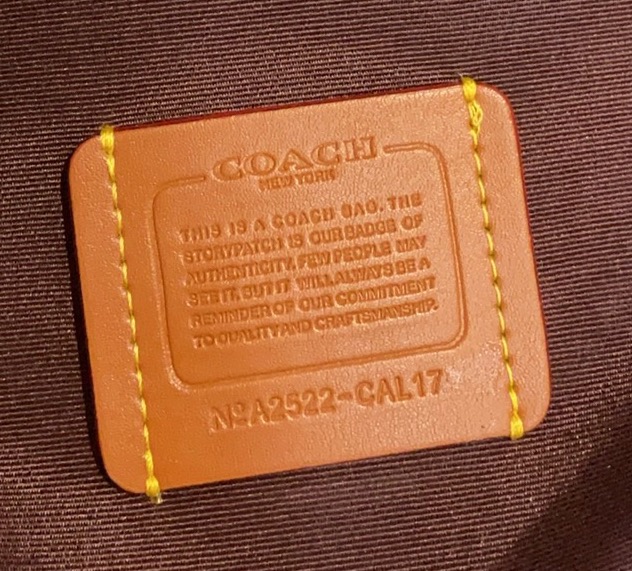 COACH
NEW YORK
THIS IS A COACH BAG. THE
STORYPATCH IS OUR BADGE OF
AUTHENTICITY. FEW PEOPLE MAY
SEE IT, BUT IT WILL ALWAYS BE A
REMINDER OF OUR COMMITMENT
TO QUALITY AND CRAFTSMANSHIP.
NºA2522-CAL17